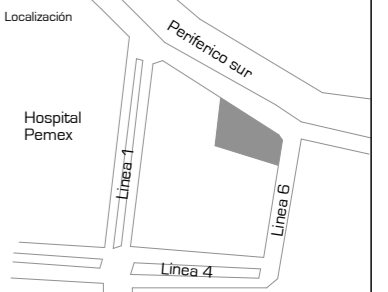 Localización
Periferico sur
Hospital
Pemex
Linea 1
Linea 6
Linea 4